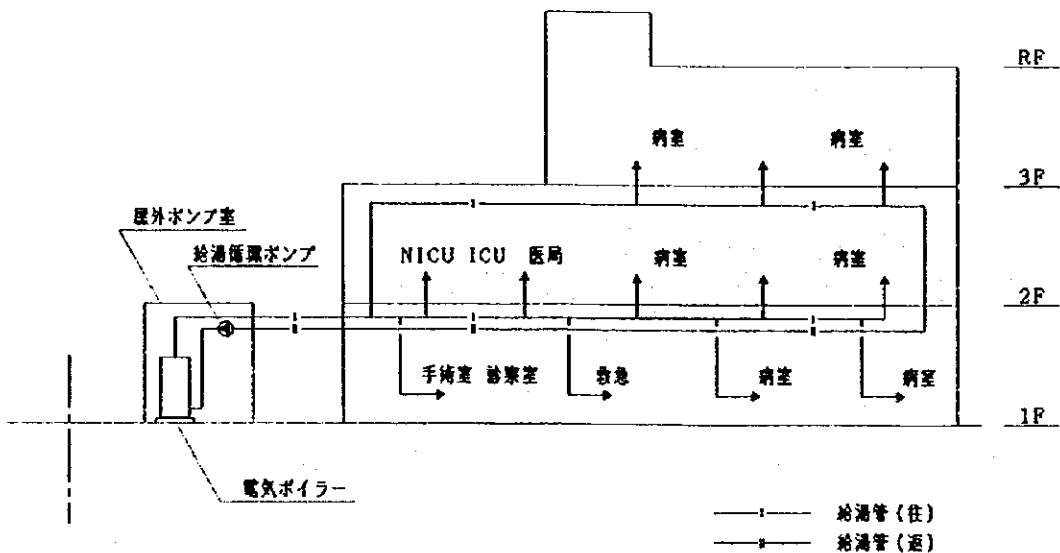 RF
病室 病室
3F
屋外ポンプ室
給湯循環ポンプ
NICU ICU 医局 病室 病室
2F
手術室 診察室 救急 病室 病室
1F
電気ボイラー
給湯管(往)
給湯管(返)